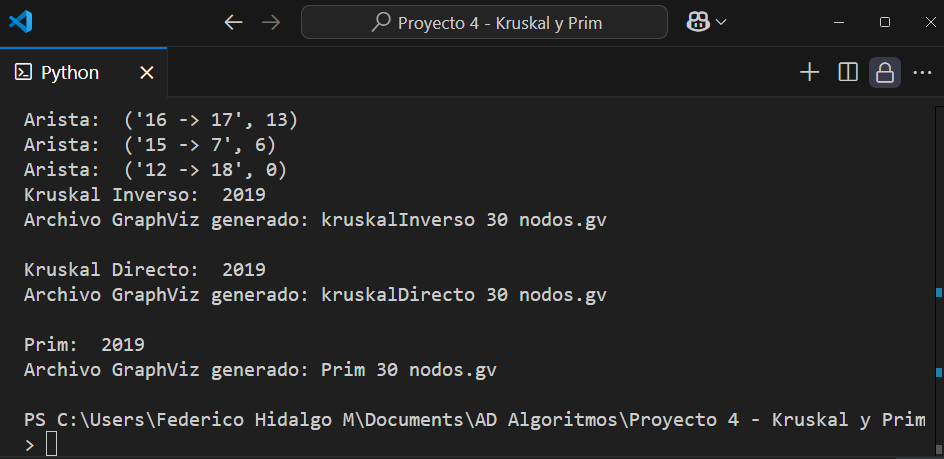 Proyecto 4 - Kruskal y Prim
Python
Arista:  ('16 -> 17', 13)
Arista:  ('15 -> 7', 6)
Arista:  ('12 -> 18', 0)
Kruskal Inverso:  2019
Archivo GraphViz generado: kruskalInverso 30 nodos.gv
Kruskal Directo:  2019
Archivo GraphViz generado: kruskalDirecto 30 nodos.gv
Prim:  2019
Archivo GraphViz generado: Prim 30 nodos.gv
PS C:\Users\Federico Hidalgo M\Documents\AD Algoritmos\Proyecto 4 - Kruskal y Prim
>